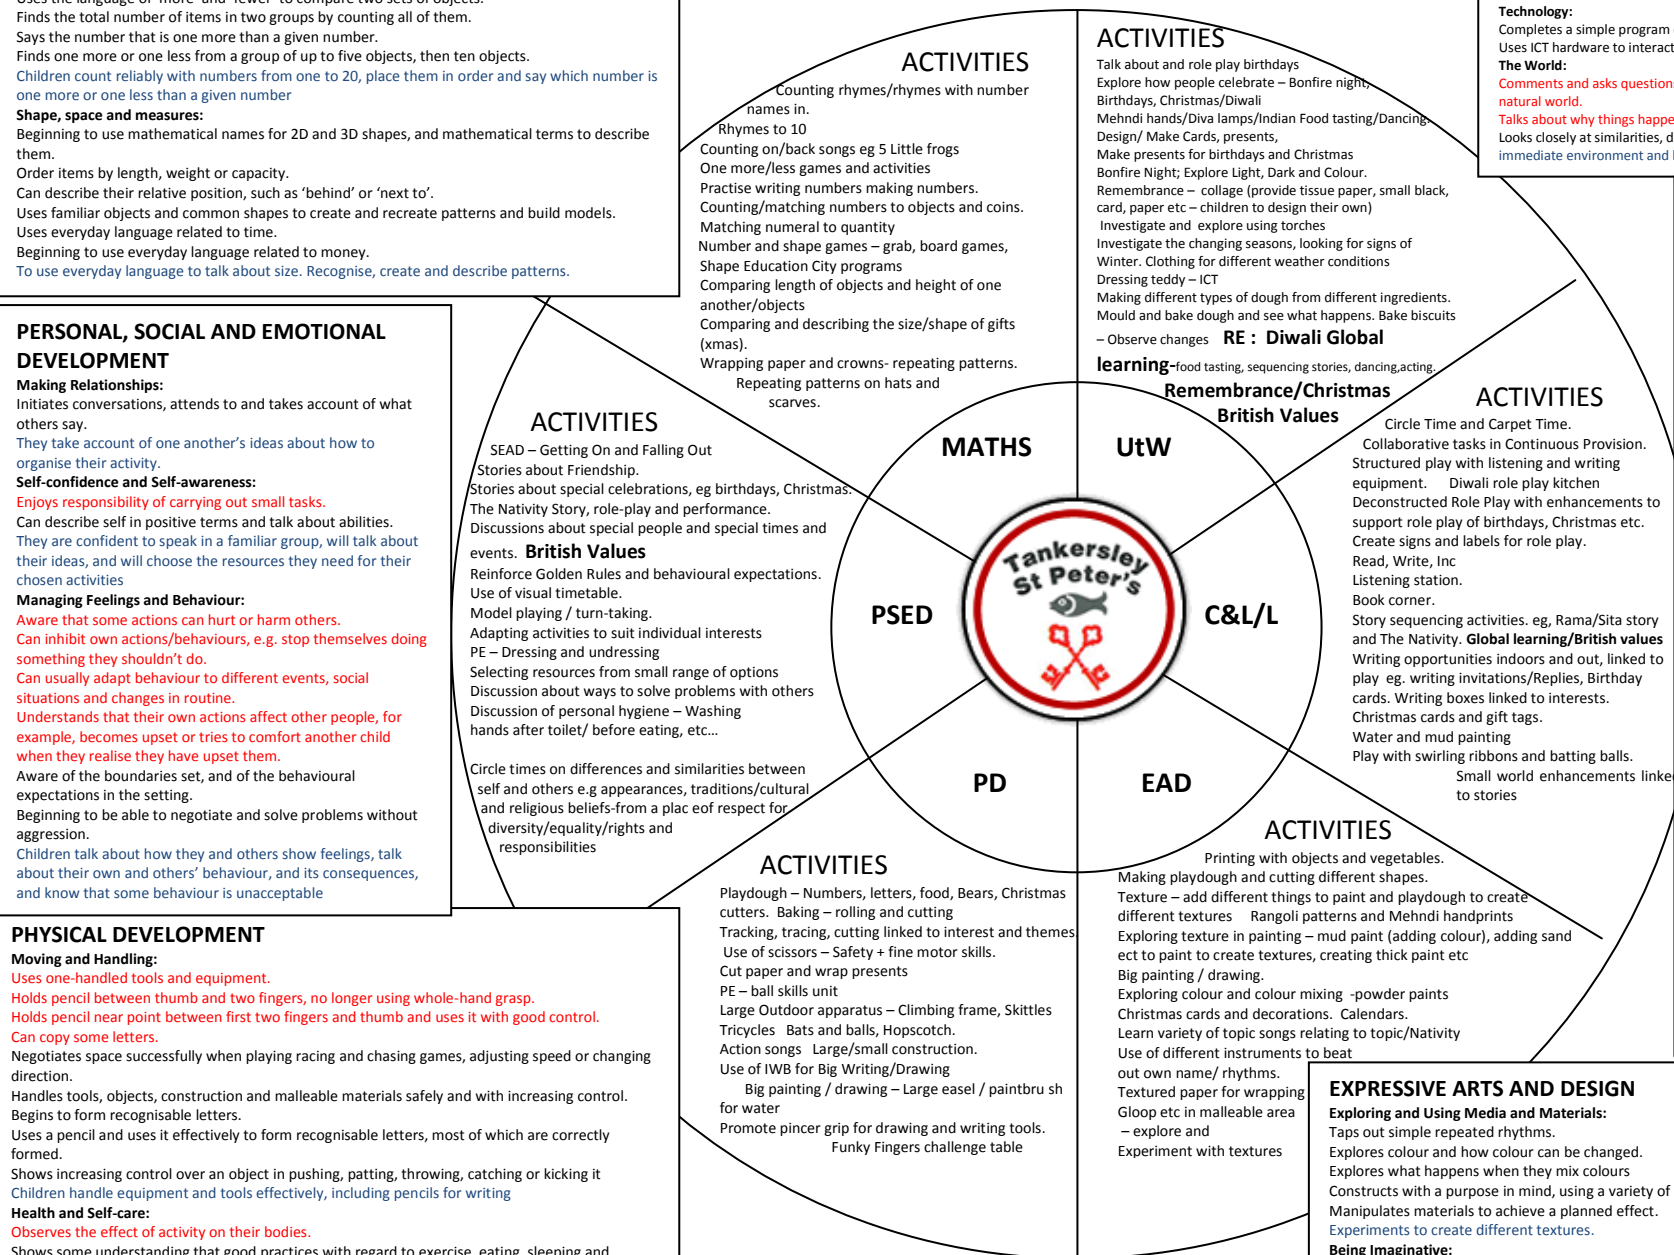 Uses the language of ‘more’ and ‘fewer’ to compare two sets of objects.
Finds the total number of items in two groups by counting all of them.
Says the number that is one more than a given number.
Finds one more or one less from a group of up to five objects, then ten objects.
Children count reliably with numbers from one to 20, place them in order and say which number is
one more or one less than a given number
Shape, space and measures:
Beginning to use mathematical names for 2D and 3D shapes, and mathematical terms to describe
them.
Order items by length, weight or capacity.
Can describe their relative position, such as ‘behind’ or ‘next to’.
Uses familiar objects and common shapes to create and recreate patterns and build models.
Uses everyday language related to time.
Beginning to use everyday language related to money.
To use everyday language to talk about size. Recognise, create and describe patterns.
ACTIVITIES
Counting rhymes/rhymes with number
names in.
Rhymes to 10
Counting on/back songs eg 5 Little frogs
One more/less games and activities
Practise writing numbers making numbers.
Counting/matching numbers to objects and coins.
Matching numeral to quantity
Number and shape games – grab, board games,
Shape Education City programs
Comparing length of objects and height of one
another/objects
Comparing and describing the size/shape of gifts
(xmas).
Wrapping paper and crowns- repeating patterns.
Repeating patterns on hats and
scarves.
ACTIVITIES
Talk about and role play birthdays
Explore how people celebrate – Bonfire night,
Birthdays, Christmas/Diwali
Mehndi hands/Diva lamps/Indian Food tasting/Dancing.
Design/ Make Cards, presents,
Make presents for birthdays and Christmas
Bonfire Night; Explore Light, Dark and Colour.
Remembrance – collage (provide tissue paper, small black,
card, paper etc – children to design their own)
Investigate and explore using torches
Investigate the changing seasons, looking for signs of
Winter. Clothing for different weather conditions
Dressing teddy – ICT
Making different types of dough from different ingredients.
Mould and bake dough and see what happens. Bake biscuits
– Observe changes RE : Diwali Global
learning-food tasting, sequencing stories, dancing,acting.
Remembrance/Christmas
British Values
Technology:
Completes a simple program
Uses ICT hardware to interact
The World:
Comments and asks questions
natural world.
Talks about why things happe
Looks closely at similarities, d
immediate environment and
PERSONAL, SOCIAL AND EMOTIONAL
DEVELOPMENT
Making Relationships:
Initiates conversations, attends to and takes account of what
others say.
They take account of one another’s ideas about how to
organise their activity.
Self-confidence and Self-awareness:
Enjoys responsibility of carrying out small tasks.
Can describe self in positive terms and talk about abilities.
They are confident to speak in a familiar group, will talk about
their ideas, and will choose the resources they need for their
chosen activities
Managing Feelings and Behaviour:
Aware that some actions can hurt or harm others.
Can inhibit own actions/behaviours, e.g. stop themselves doing
something they shouldn’t do.
Can usually adapt behaviour to different events, social
situations and changes in routine.
Understands that their own actions affect other people, for
example, becomes upset or tries to comfort another child
when they realise they have upset them.
Aware of the boundaries set, and of the behavioural
expectations in the setting.
Beginning to be able to negotiate and solve problems without
aggression.
Children talk about how they and others show feelings, talk
about their own and others’ behaviour, and its consequences,
and know that some behaviour is unacceptable
ACTIVITIES
SEAD – Getting On and Falling Out
Stories about Friendship.
Stories about special celebrations, eg birthdays, Christmas.
The Nativity Story, role-play and performance.
Discussions about special people and special times and
events. British Values
Reinforce Golden Rules and behavioural expectations.
Use of visual timetable.
Model playing / turn-taking.
Adapting activities to suit individual interests
PE – Dressing and undressing
Selecting resources from small range of options
Discussion about ways to solve problems with others
Discussion of personal hygiene – Washing
hands after toilet/ before eating, etc…
Circle times on differences and similarities between
self and others e.g appearances, traditions/cultural
and religious beliefs-from a plac eof respect for
diversity/equality/rights and
responsibilities
MATHS
UtW
PSED
Tankersley
St Peter's
C&L/L
PD
EAD
ACTIVITIES
Circle Time and Carpet Time.
Collaborative tasks in Continuous Provision.
Structured play with listening and writing
equipment. Diwali role play kitchen
Deconstructed Role Play with enhancements to
support role play of birthdays, Christmas etc.
Create signs and labels for role play.
Read, Write, Inc
Listening station.
Book corner.
Story sequencing activities. eg, Rama/Sita story
and The Nativity. Global learning/British values
Writing opportunities indoors and out, linked to
play eg. writing invitations/Replies, Birthday
cards. Writing boxes linked to interests.
Christmas cards and gift tags.
Water and mud painting
Play with swirling ribbons and batting balls.
Small world enhancements linked
to stories
PHYSICAL DEVELOPMENT
Moving and Handling:
Uses one-handled tools and equipment.
Holds pencil between thumb and two fingers, no longer using whole-hand grasp.
Holds pencil near point between first two fingers and thumb and uses it with good control.
Can copy some letters.
Negotiates space successfully when playing racing and chasing games, adjusting speed or changing
direction.
Handles tools, objects, construction and malleable materials safely and with increasing control.
Begins to form recognisable letters.
Uses a pencil and uses it effectively to form recognisable letters, most of which are correctly
formed.
Shows increasing control over an object in pushing, patting, throwing, catching or kicking it
Children handle equipment and tools effectively, including pencils for writing
Health and Self-care:
Observes the effect of activity on their bodies.
Shows some understanding that good practices with regard to exercise, eating, sleeping and
ACTIVITIES
Playdough – Numbers, letters, food, Bears, Christmas
cutters. Baking – rolling and cutting
Tracking, tracing, cutting linked to interest and themes.
Use of scissors – Safety + fine motor skills.
Cut paper and wrap presents
PE – ball skills unit
Large Outdoor apparatus – Climbing frame, Skittles
Tricycles Bats and balls, Hopscotch.
Action songs Large/small construction.
Use of IWB for Big Writing/Drawing
Big painting / drawing – Large easel / paintbru sh
for water
Promote pincer grip for drawing and writing tools.
Funky Fingers challenge table
ACTIVITIES
Printing with objects and vegetables.
Making playdough and cutting different shapes.
Texture – add different things to paint and playdough to create
different textures Rangoli patterns and Mehndi handprints
Exploring texture in painting – mud paint (adding colour), adding sand
ect to paint to create textures, creating thick paint etc
Big painting / drawing.
Exploring colour and colour mixing -powder paints
Christmas cards and decorations. Calendars.
Learn variety of topic songs relating to topic/Nativity
Use of different instruments to beat
out own name/ rhythms.
Textured paper for wrapping
Gloop etc in malleable area
– explore and
Experiment with textures
EXPRESSIVE ARTS AND DESIGN
Exploring and Using Media and Materials:
Taps out simple repeated rhythms.
Explores colour and how colour can be changed.
Explores what happens when they mix colours
Constructs with a purpose in mind, using a variety of
Manipulates materials to achieve a planned effect.
Experiments to create different textures.
Being Imaginative: